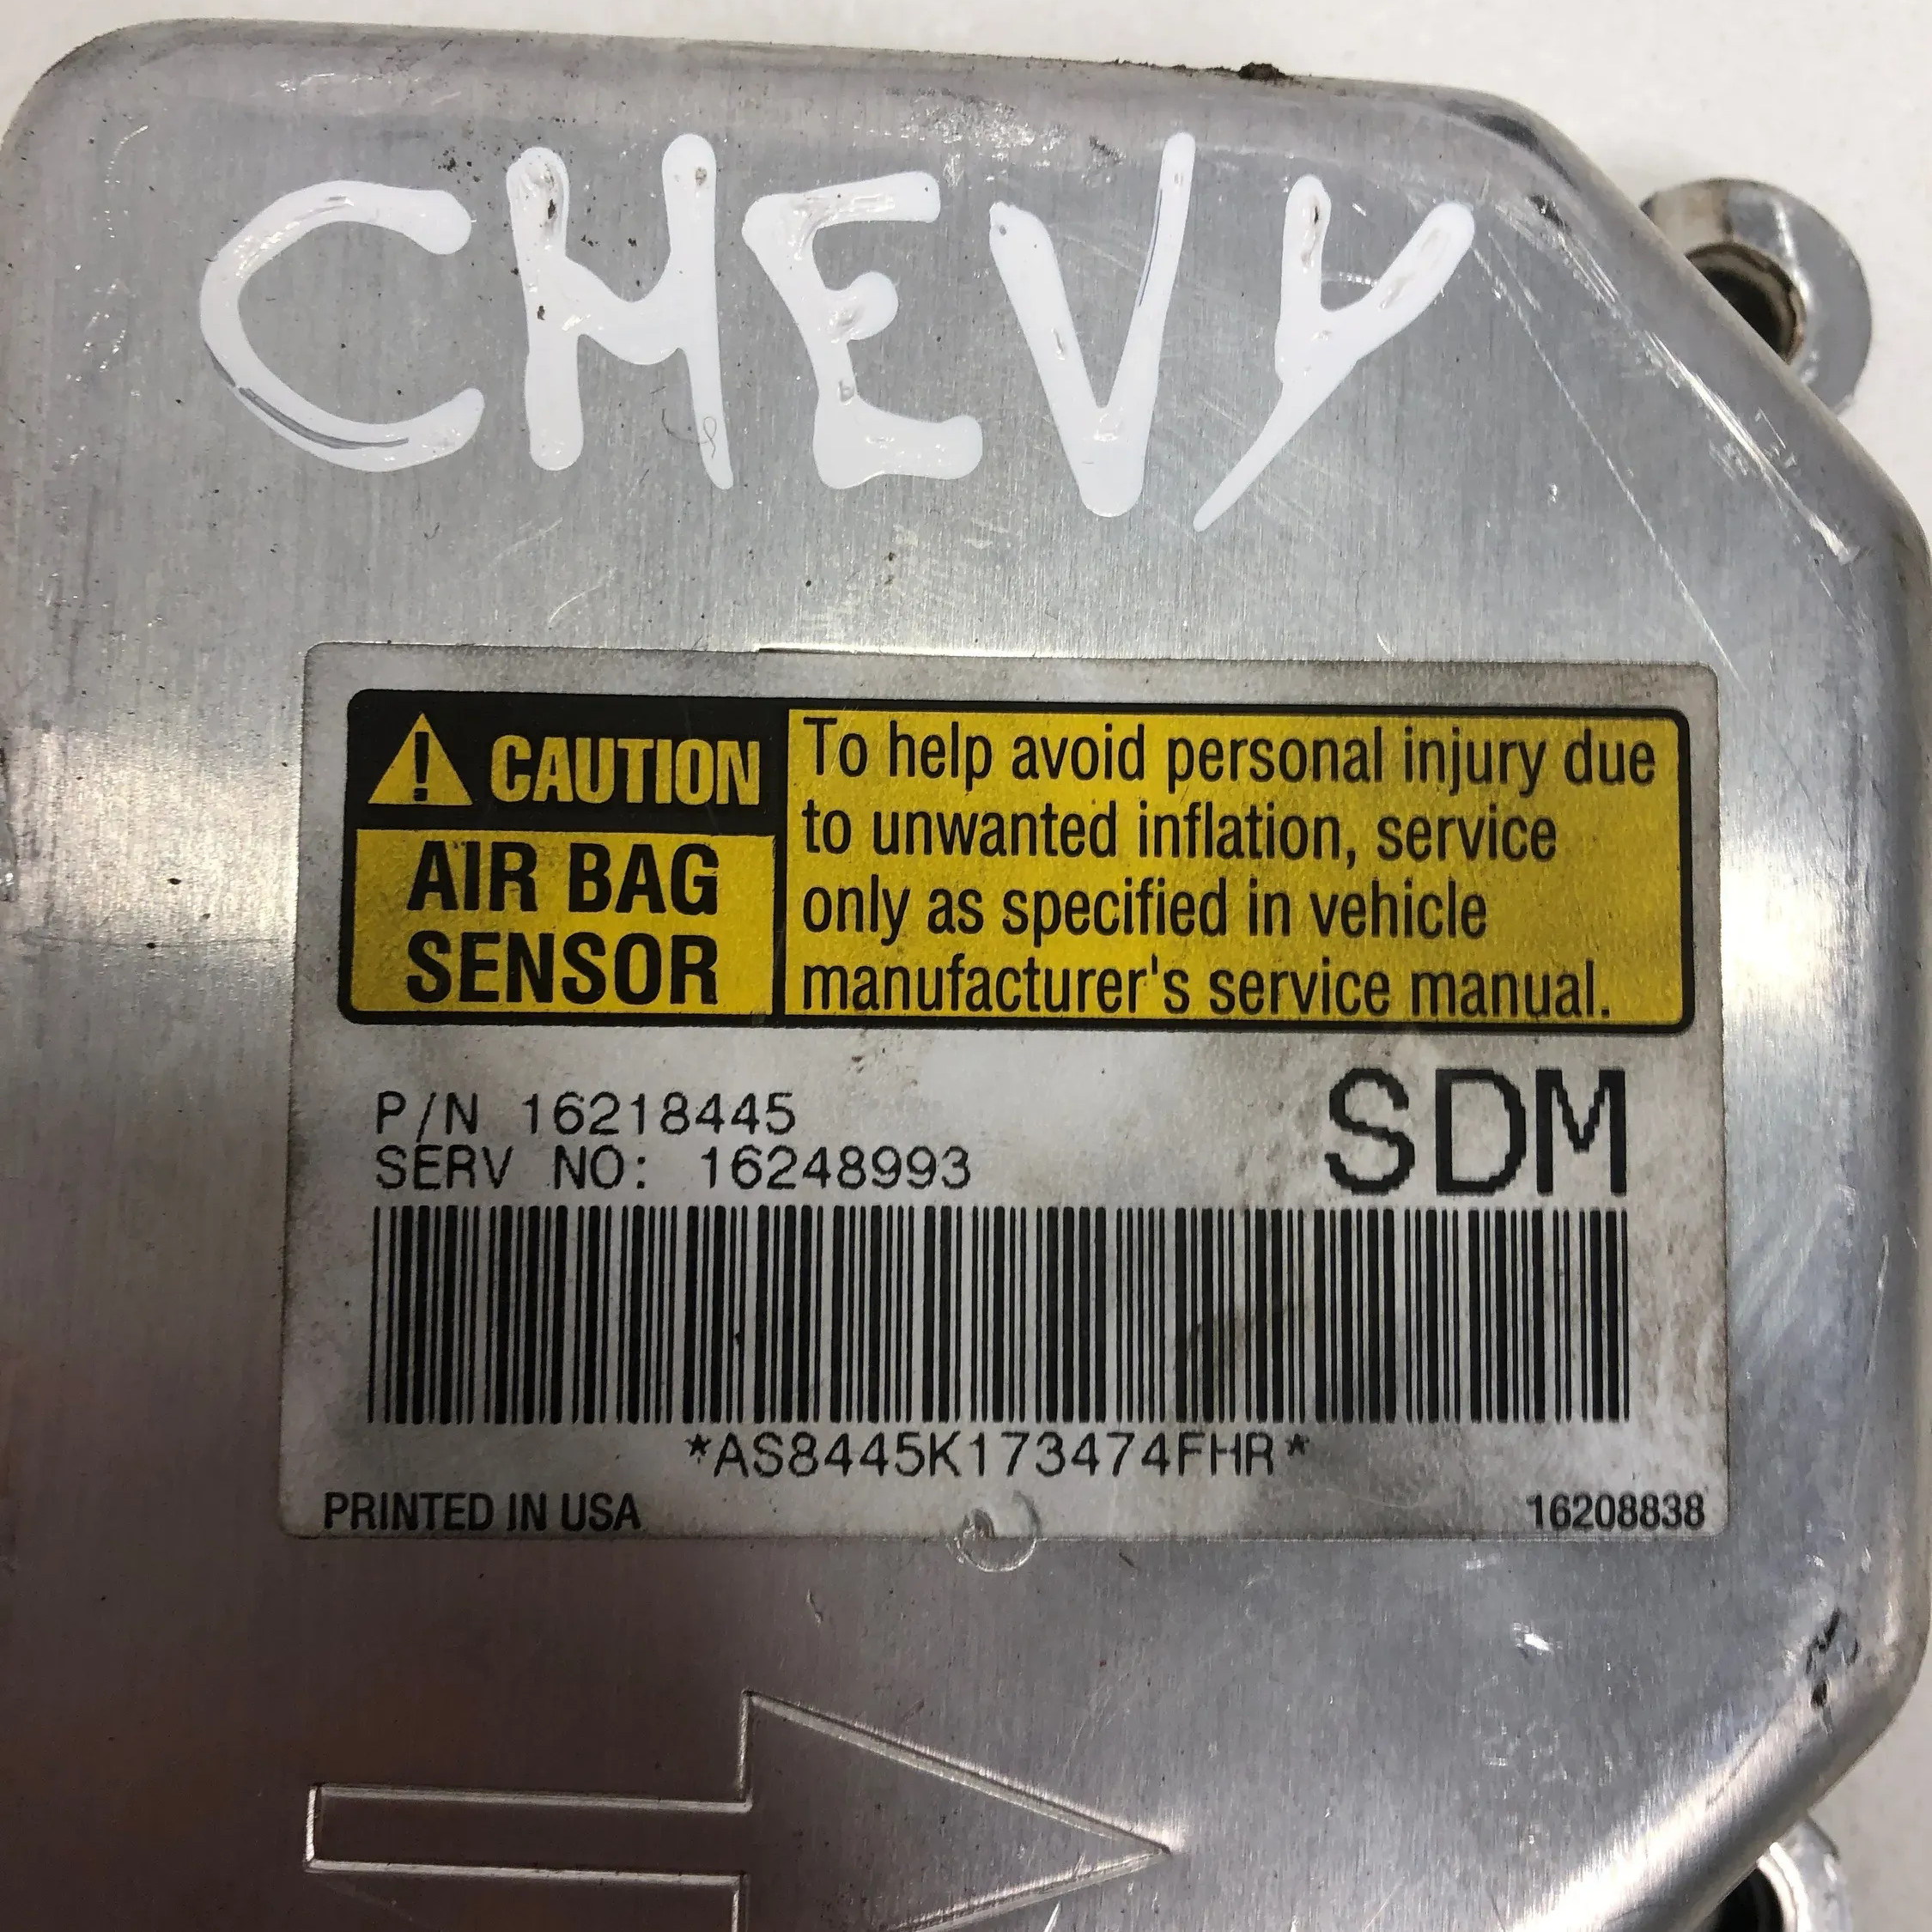 CHEVY
CAUTION
AIR BAG
SENSOR
To help avoid personal injury due
to unwanted inflation, service
only as specified in vehicle
manufacturer's service manual.
P/N 16218445
SERV NO: 16248993
SDM
*AS8445K173474FHR*
PRINTED IN USA
16208838